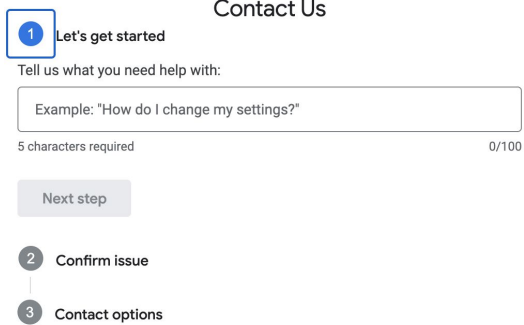 Contact Us
1 Let's get started
Tell us what you need help with:
Example: "How do I change my settings?"
5 characters required 0/100
Next step
2 Confirm issue
3 Contact options